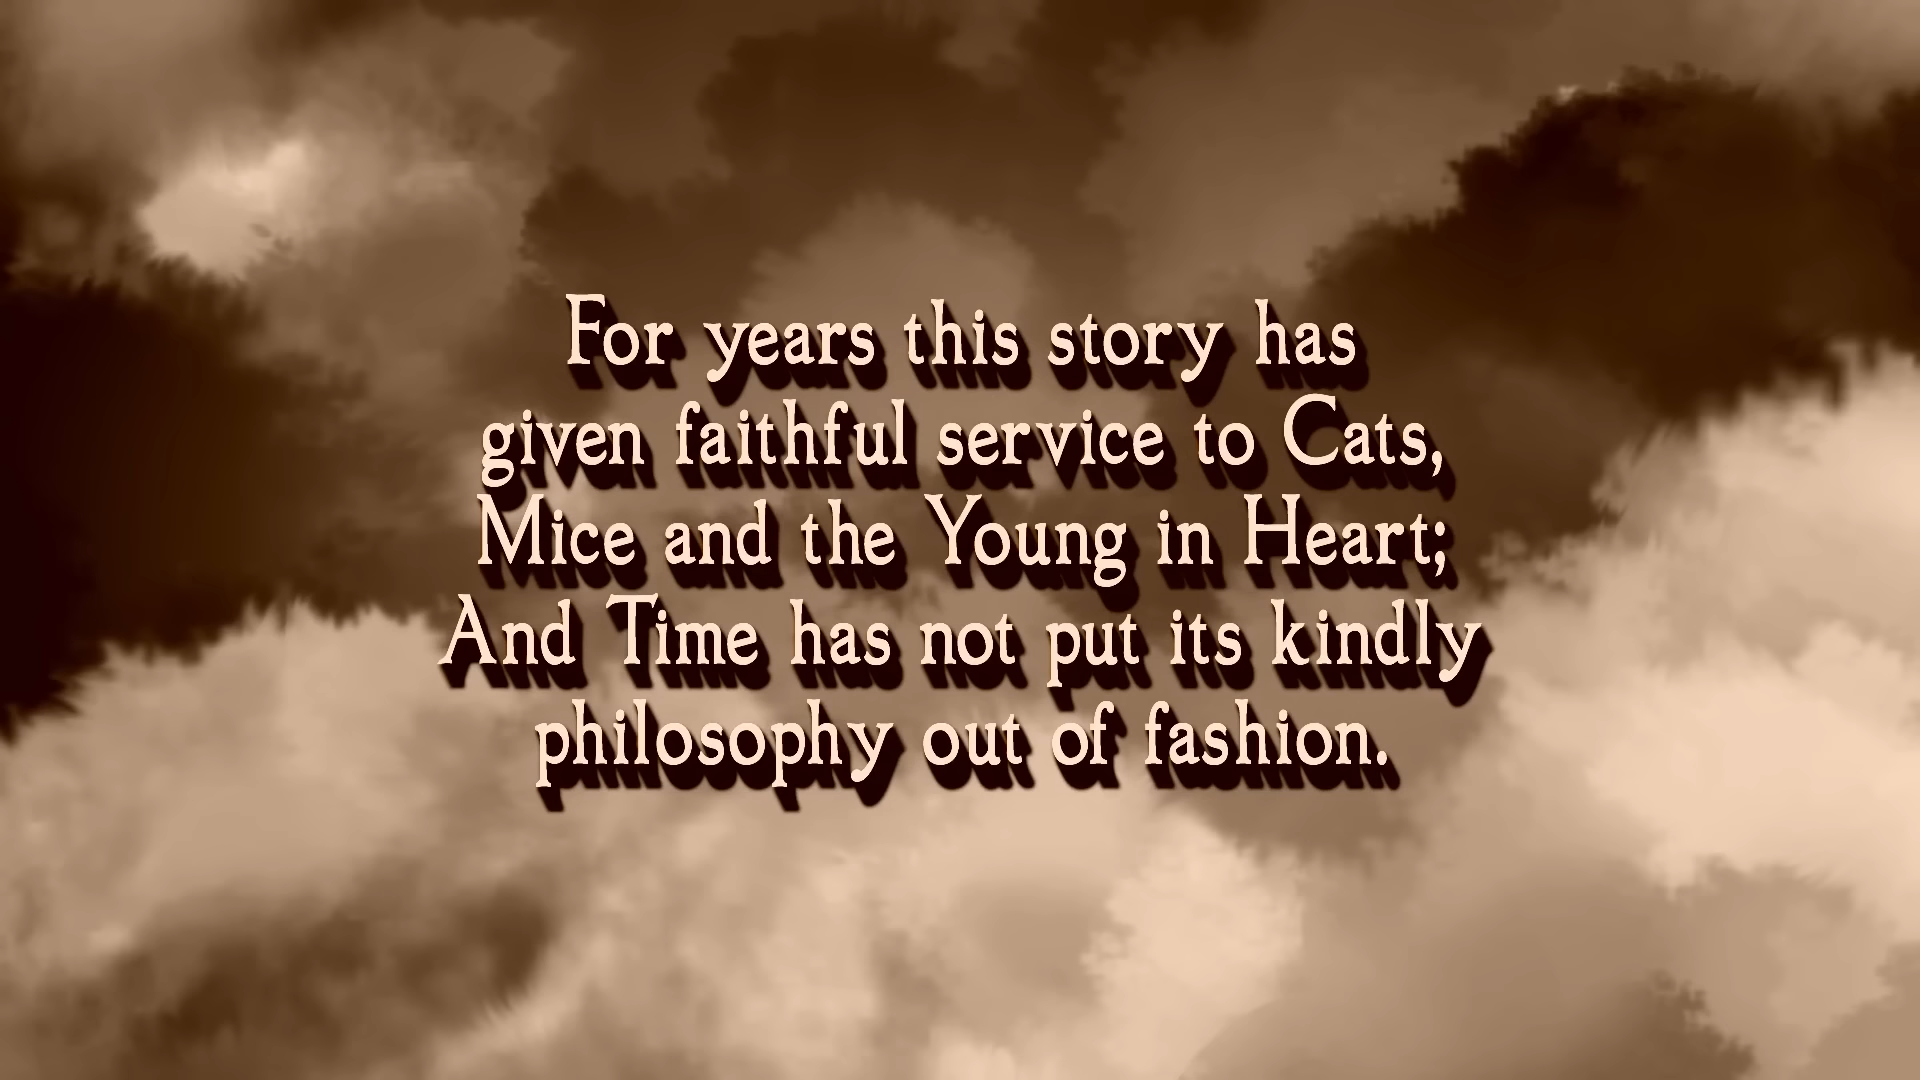 For years this story has
given faithful service to Cats,
Mice and the Young in Heart;
And Time has not put its kindly
philosophy out of fashion.